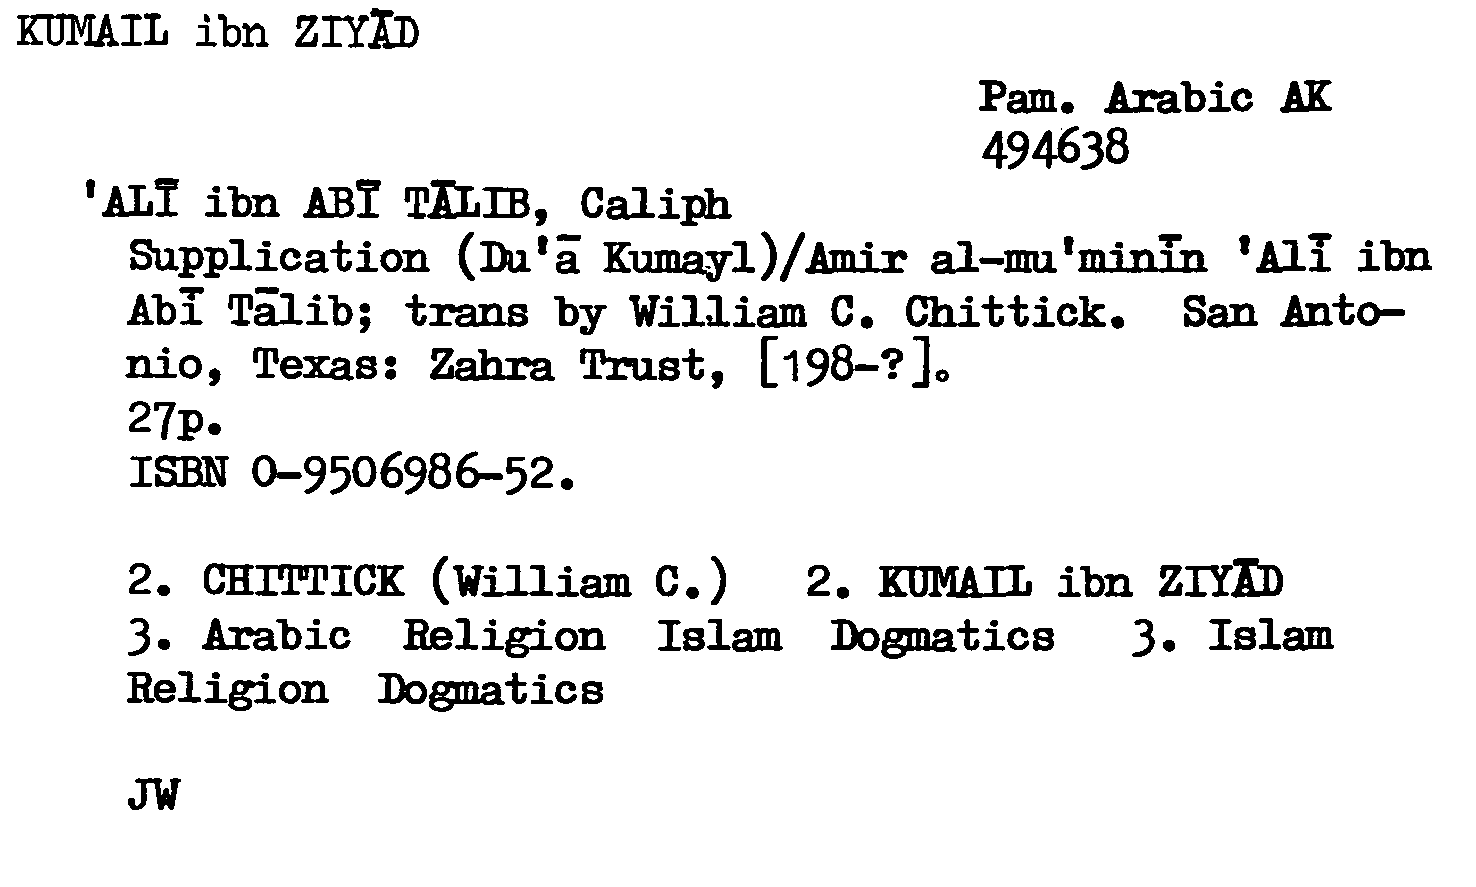 KUMAIL ibn ZIYĀD
Pam. Arabic AK
494638
'ALĪ ibn ABĪ TĀLIB, Caliph
Supplication (Du'ā Kumayl)/Amir al-mu'minīn 'Alī ibn
Abī Tālib; trans by William C. Chittick. San Anto-
nio, Texas: Zahra Trust, [198-?].
27p.
ISBN 0-9506986-52.
2. CHITTICK (William C.) 2. KUMAIL ibn ZIYĀD
3. Arabic Religion Islam Dogmatics 3. Islam
Religion Dogmatics
JW